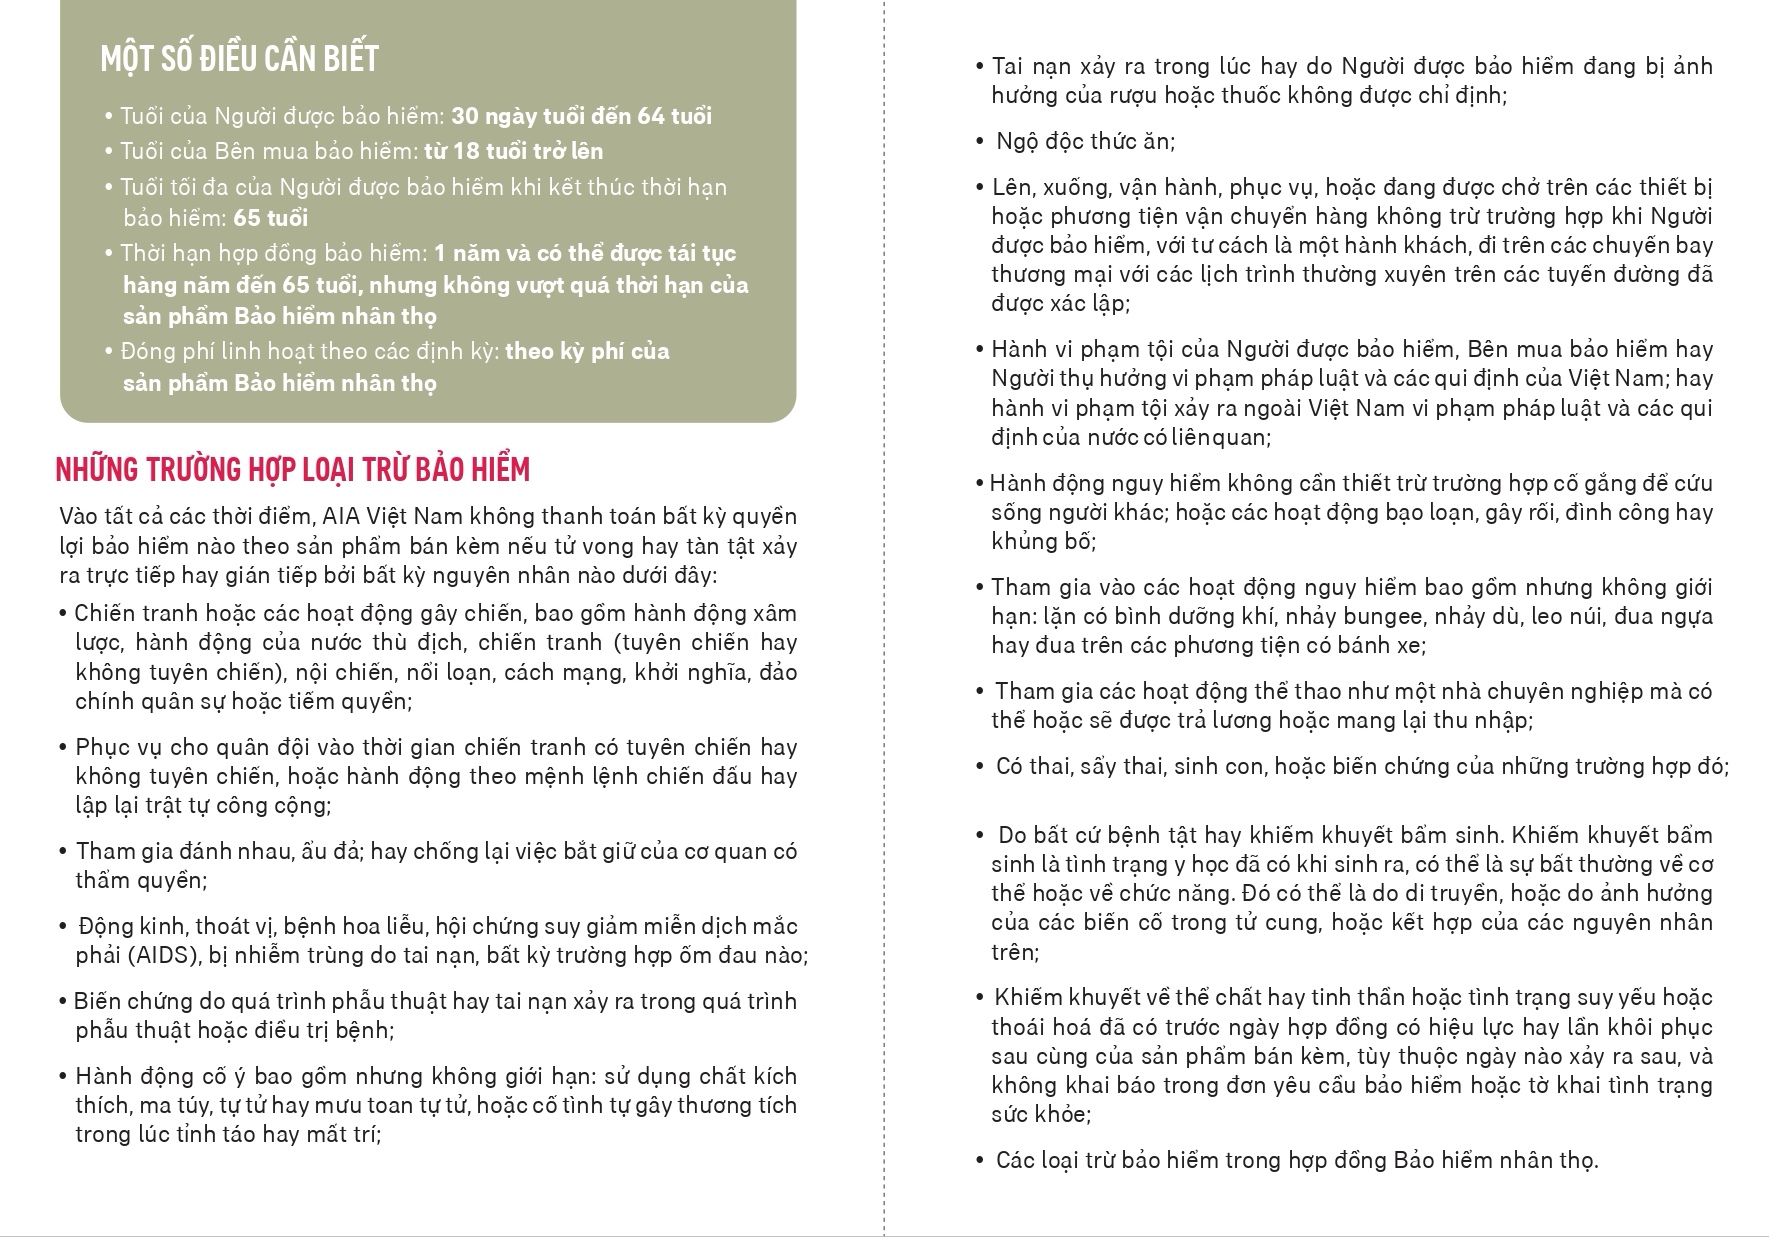 MỘT SỐ ĐIỀU CẦN BIẾT
• Tuổi của Người được bảo hiểm: 30 ngày tuổi đến 64 tuổi
• Tuổi của Bên mua bảo hiểm: từ 18 tuổi trở lên
• Tuổi tối đa của Người được bảo hiểm khi kết thúc thời hạn
bảo hiểm: 65 tuổi
• Thời hạn hợp đồng bảo hiểm: 1 năm và có thể được tái tục
hàng năm đến 65 tuổi, nhưng không vượt quá thời hạn của
sản phẩm Bảo hiểm nhân thọ
• Đóng phí linh hoạt theo các định kỳ: theo kỳ phí của
sản phẩm Bảo hiểm nhân thọ
NHỮNG TRƯỜNG HỢP LOẠI TRỪ BẢO HIỂM
Vào tất cả các thời điểm, AIA Việt Nam không thanh toán bất kỳ quyền
lợi bảo hiểm nào theo sản phẩm bán kèm nếu tử vong hay tàn tật xảy
ra trực tiếp hay gián tiếp bởi bất kỳ nguyên nhân nào dưới đây:
• Chiến tranh hoặc các hoạt động gây chiến, bao gồm hành động xâm
lược, hành động của nước thù địch, chiến tranh (tuyên chiến hay
không tuyên chiến), nội chiến, nổi loạn, cách mạng, khởi nghĩa, đảo
chính quân sự hoặc tiếm quyền;
• Phục vụ cho quân đội vào thời gian chiến tranh có tuyên chiến hay
không tuyên chiến, hoặc hành động theo mệnh lệnh chiến đấu hay
lập lại trật tự công cộng;
• Tham gia đánh nhau, ẩu đả; hay chống lại việc bắt giữ của cơ quan có
thẩm quyền;
• Động kinh, thoát vị, bệnh hoa liễu, hội chứng suy giảm miễn dịch mắc
phải (AIDS), bị nhiễm trùng do tai nạn, bất kỳ trường hợp ốm đau nào;
• Biến chứng do quá trình phẫu thuật hay tai nạn xảy ra trong quá trình
phẫu thuật hoặc điều trị bệnh;
• Hành động cố ý bao gồm nhưng không giới hạn: sử dụng chất kích
thích, ma túy, tự tử hay mưu toan tự tử, hoặc cố tình tự gây thương tích
trong lúc tỉnh táo hay mất trí;
• Tai nạn xảy ra trong lúc hay do Người được bảo hiểm đang bị ảnh
hưởng của rượu hoặc thuốc không được chỉ định;
• Ngộ độc thức ăn;
• Lên, xuống, vận hành, phục vụ, hoặc đang được chở trên các thiết bị
hoặc phương tiện vận chuyển hàng không trừ trường hợp khi Người
được bảo hiểm, với tư cách là một hành khách, đi trên các chuyến bay
thương mại với các lịch trình thường xuyên trên các tuyến đường đã
được xác lập;
• Hành vi phạm tội của Người được bảo hiểm, Bên mua bảo hiểm hay
Người thụ hưởng vi phạm pháp luật và các qui định của Việt Nam; hay
hành vi phạm tội xảy ra ngoài Việt Nam vi phạm pháp luật và các qui
định của nước có liên quan;
• Hành động nguy hiểm không cần thiết trừ trường hợp cố gắng để cứu
sống người khác; hoặc các hoạt động bạo loạn, gây rối, đình công hay
khủng bố;
• Tham gia vào các hoạt động nguy hiểm bao gồm nhưng không giới
hạn: lặn có bình dưỡng khí, nhảy bungee, nhảy dù, leo núi, đua ngựa
hay đua trên các phương tiện có bánh xe;
• Tham gia các hoạt động thể thao như một nhà chuyên nghiệp mà có
thể hoặc sẽ được trả lương hoặc mang lại thu nhập;
• Có thai, sẩy thai, sinh con, hoặc biến chứng của những trường hợp đó;
• Do bất cứ bệnh tật hay khiếm khuyết bẩm sinh. Khiếm khuyết bẩm
sinh là tình trạng y học đã có khi sinh ra, có thể là sự bất thường về cơ
thể hoặc về chức năng. Đó có thể là do di truyền, hoặc do ảnh hưởng
của các biến cố trong tử cung, hoặc kết hợp của các nguyên nhân
trên;
• Khiếm khuyết về thể chất hay tinh thần hoặc tình trạng suy yếu hoặc
thoái hoá đã có trước ngày hợp đồng có hiệu lực hay lần khôi phục
sau cùng của sản phẩm bán kèm, tùy thuộc ngày nào xảy ra sau, và
không khai báo trong đơn yêu cầu bảo hiểm hoặc tờ khai tình trạng
sức khỏe;
• Các loại trừ bảo hiểm trong hợp đồng Bảo hiểm nhân thọ.